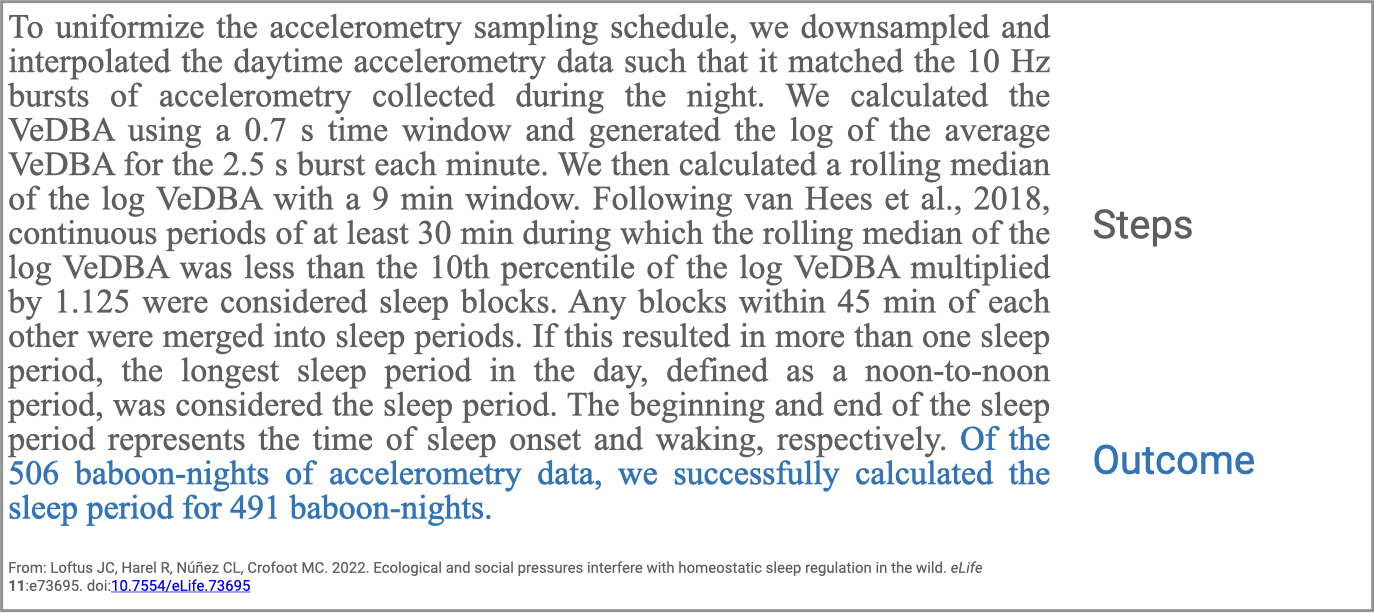 To uniformize the accelerometry sampling schedule, we downsampled and
interpolated the daytime accelerometry data such that it matched the 10 Hz
bursts of accelerometry collected during the night. We calculated the
VeDBA using a 0.7 s time window and generated the log of the average
VeDBA for the 2.5 s burst each minute. We then calculated a rolling median
of the log VeDBA with a 9 min window. Following van Hees et al., 2018,
continuous periods of at least 30 min during which the rolling median of the
log VeDBA was less than the 10th percentile of the log VeDBA multiplied
by 1.125 were considered sleep blocks. Any blocks within 45 min of each
other were merged into sleep periods. If this resulted in more than one sleep
period, the longest sleep period in the day, defined as a noon-to-noon
period, was considered the sleep period. The beginning and end of the sleep
period represents the time of sleep onset and waking, respectively. Of the
506 baboon-nights of accelerometry data, we successfully calculated the
sleep period for 491 baboon-nights.
Steps
Outcome
From: Loftus JC, Harel R, Núñez CL, Crofoot MC. 2022. Ecological and social pressures interfere with homeostatic sleep regulation in the wild. eLife
11:e73695. doi:10.7554/eLife.73695